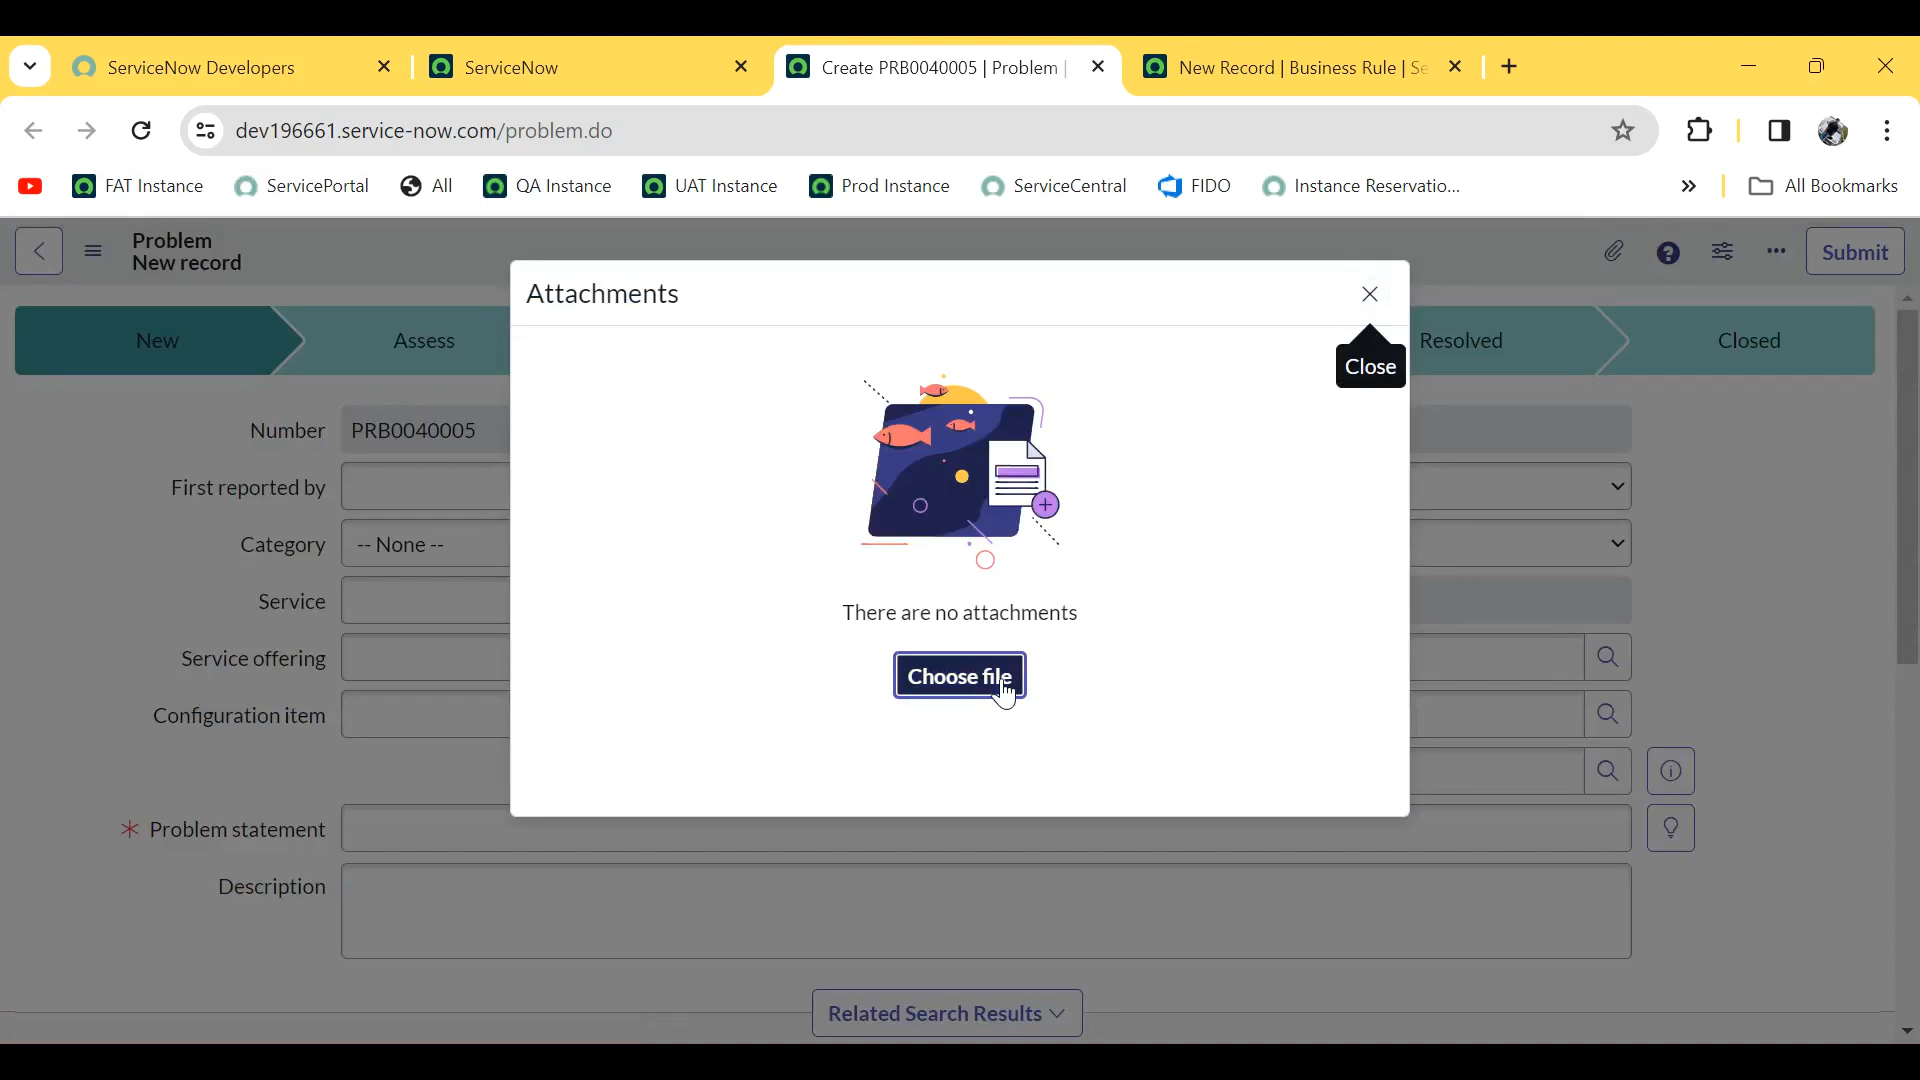 ServiceNow Developers
ServiceNow
Create PRB0040005 | Problem |
New Record | Business Rule | Se
dev196661.service-now.com/problem.do
FAT Instance
ServicePortal
All
QA Instance
UAT Instance
Prod Instance
ServiceCentral
FIDO
Instance Reservatio...
All Bookmarks
Problem
New record
Submit
Attachments
Close
New
Assess
Resolved
Closed
Number
PRB0040005
First reported by
Category
-- None --
Service
There are no attachments
Service offering
Choose file
Configuration item
Problem statement
Description
Related Search Results